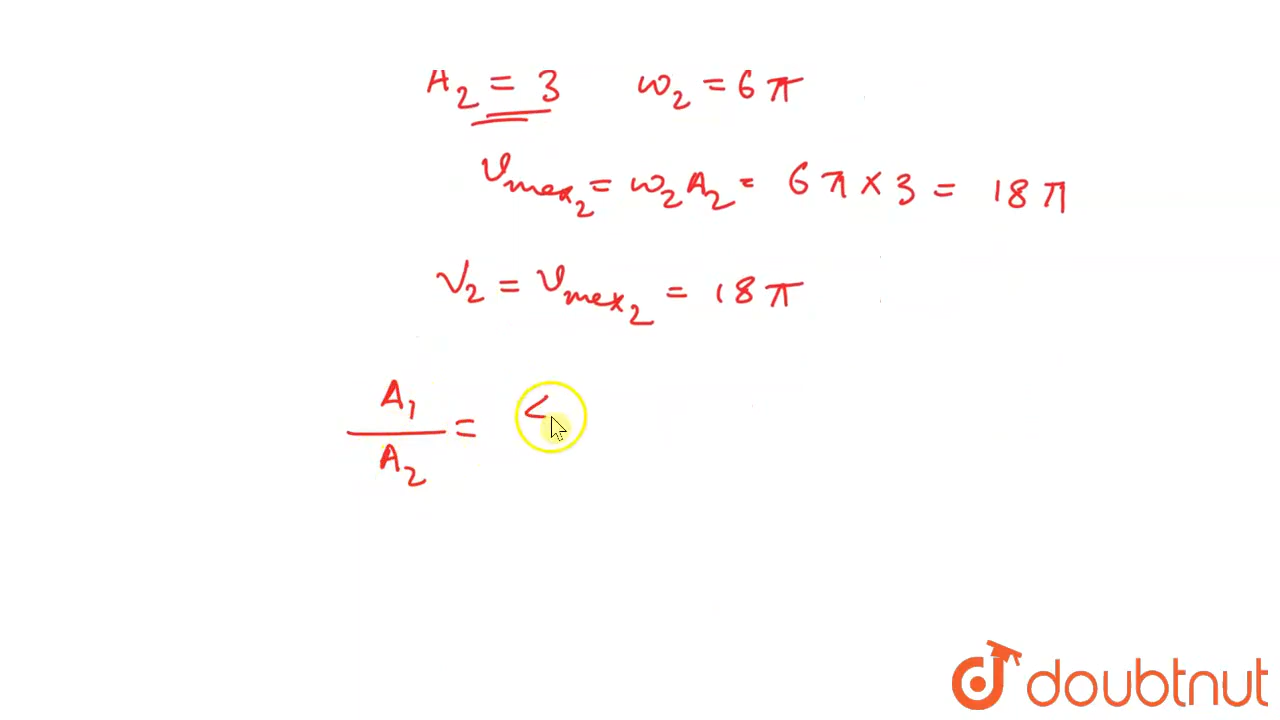 A₂ = 3 ω₂ = 6π
vmax₂ = ω₂A₂ = 6π × 3 = 18π
V₂ = vmax₂ = 18π
A₁
/A₂ =
doubtnut